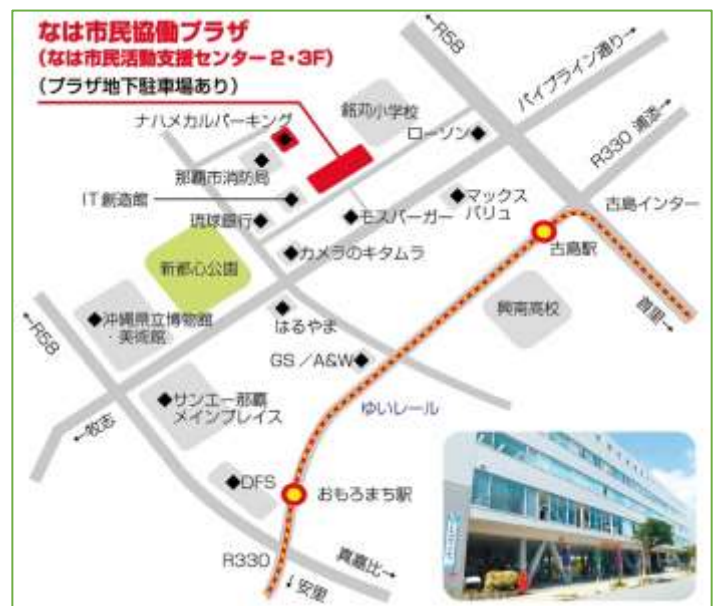 なは市民協働プラザ
（なは市民活動支援センター2・3F）
（プラザ地下駐車場あり）
←R58
パイプライン通り→
銘苅小学校
ナハメカルパーキング
ローソン
R330 浦添→
那覇市消防局
IT創造館
マックス
バリュ
古島インター
琉球銀行
モスバーガー
古島駅
カメラのキタムラ
新都心公園
興南高校
首里→
沖縄県立博物館
・美術館
はるやま
←R58
GS／A&W
サンエー那覇
メインプレイス
ゆいレール
←牧志
DFS
おもろまち駅
R330
真嘉比→
↓安里